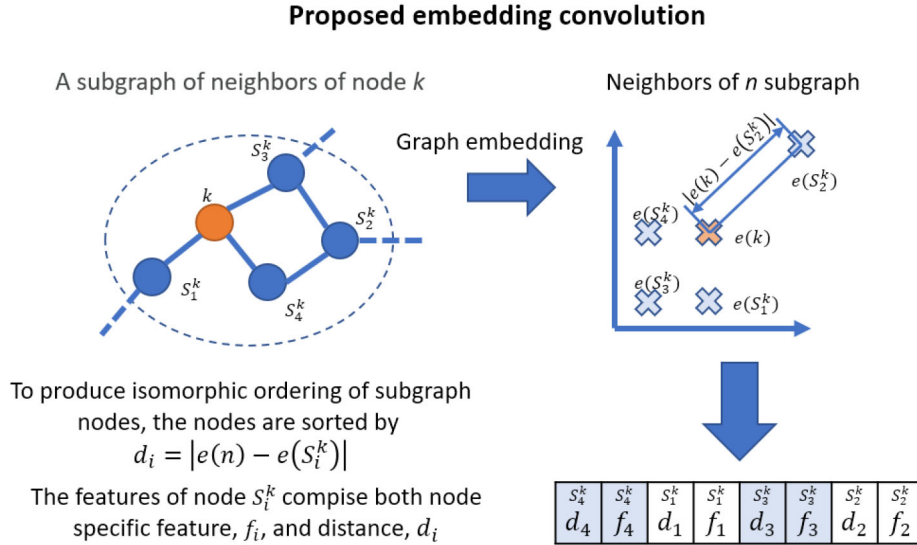 Proposed embedding convolution
A subgraph of neighbors of node k
Neighbors of n subgraph
Graph embedding
S_3^k
k
S_2^k
S_1^k
S_4^k
|e(k) − e(S_2^k)|
e(S_2^k)
e(S_4^k)
e(k)
e(S_3^k)
e(S_1^k)
To produce isomorphic ordering of subgraph
nodes, the nodes are sorted by
d_i = |e(n) − e(S_i^k)|
The features of node S_i^k compise both node
specific feature, f_i, and distance, d_i
S_4^k S_4^k S_1^k S_1^k S_3^k S_3^k S_2^k S_2^k
d_4 f_4 d_1 f_1 d_3 f_3 d_2 f_2